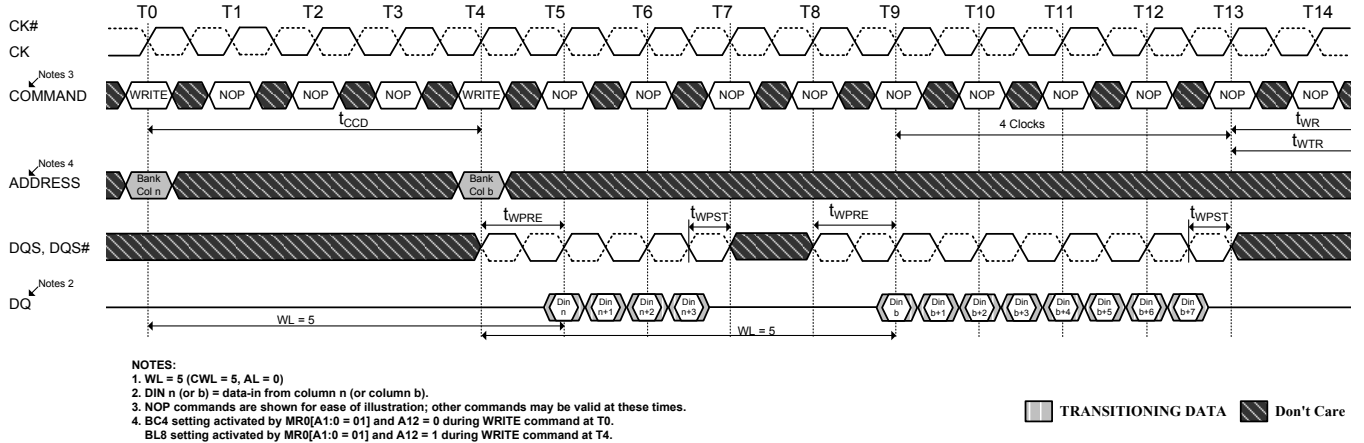 T0 T1 T2 T3 T4 T5 T6 T7 T8 T9 T10 T11 T12 T13 T14
CK#
CK
Notes 3
COMMAND WRITE NOP NOP NOP WRITE NOP NOP NOP NOP NOP NOP NOP NOP NOP NOP
tCCD 4 Clocks tWR
tWTR
Notes 4
ADDRESS Bank Col n Bank Col b
tWPRE tWPST tWPRE tWPST
DQS, DQS#
Notes 2
DQ Din n Din n+1 Din n+2 Din n+3 Din b Din b+1 Din b+2 Din b+3 Din b+4 Din b+5 Din b+6 Din b+7
WL = 5 WL = 5
NOTES:
1. WL = 5 (CWL = 5, AL = 0)
2. DIN n (or b) = data-in from column n (or column b).
3. NOP commands are shown for ease of illustration; other commands may be valid at these times.
4. BC4 setting activated by MR0[A1:0 = 01] and A12 = 0 during WRITE command at T0.
BL8 setting activated by MR0[A1:0 = 01] and A12 = 1 during WRITE command at T4.
TRANSITIONING DATA Don't Care